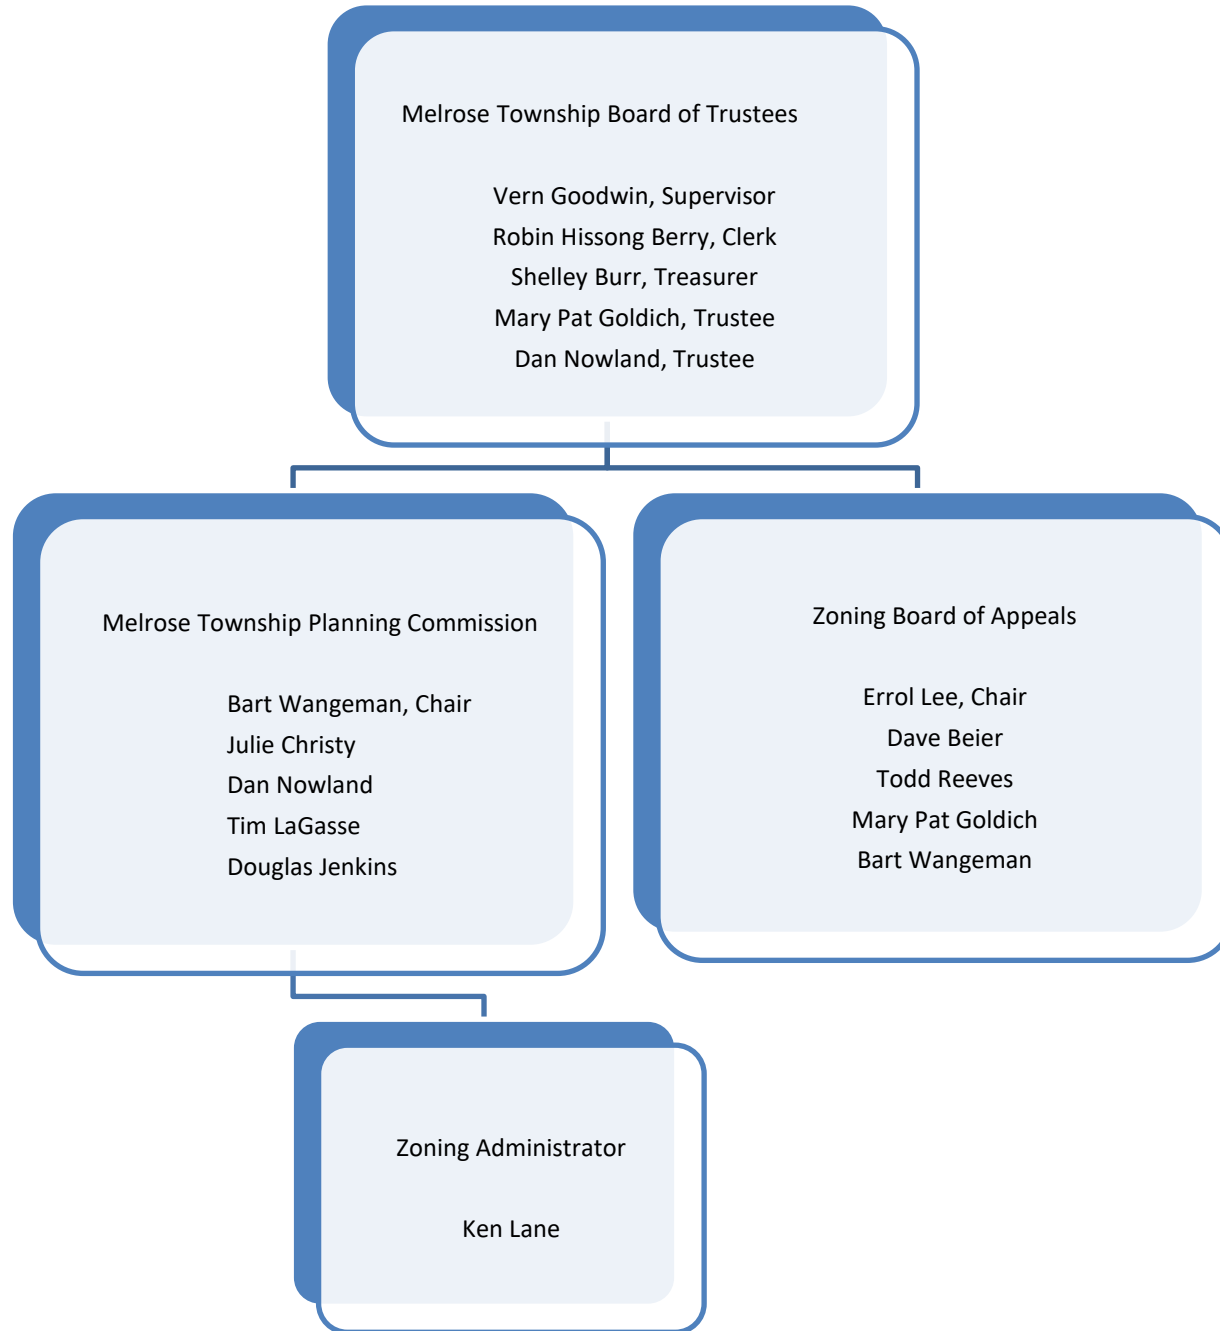 Melrose Township Board of Trustees
Vern Goodwin, Supervisor
Robin Hissong Berry, Clerk
Shelley Burr, Treasurer
Mary Pat Goldich, Trustee
Dan Nowland, Trustee
Melrose Township Planning Commission
Bart Wangeman, Chair
Julie Christy
Dan Nowland
Tim LaGasse
Douglas Jenkins
Zoning Board of Appeals
Errol Lee, Chair
Dave Beier
Todd Reeves
Mary Pat Goldich
Bart Wangeman
Zoning Administrator
Ken Lane